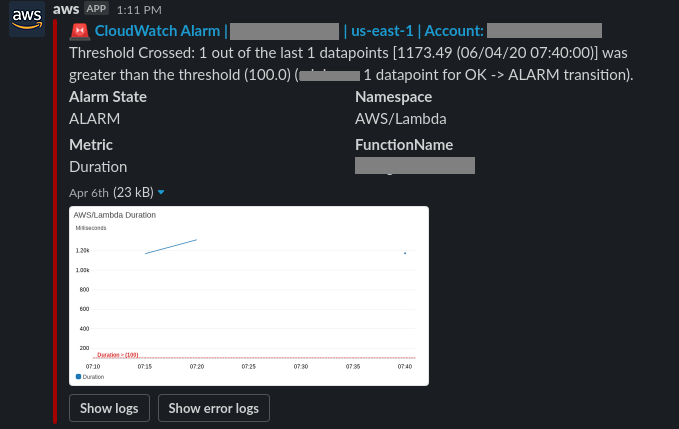 aws
aws APP 1:11 PM
CloudWatch Alarm | | us-east-1 | Account:
Threshold Crossed: 1 out of the last 1 datapoints [1173.49 (06/04/20 07:40:00)] was
greater than the threshold (100.0) ( 1 datapoint for OK -> ALARM transition).
Alarm State
Namespace
ALARM
AWS/Lambda
Metric
FunctionName
Duration
Apr 6th (23 kB)
AWS/Lambda Duration
Milliseconds
1.20k
1.00k
800
600
400
200
Duration > (100)
07:10 07:15 07:20 07:25 07:30 07:35 07:40
Duration
Show logs
Show error logs